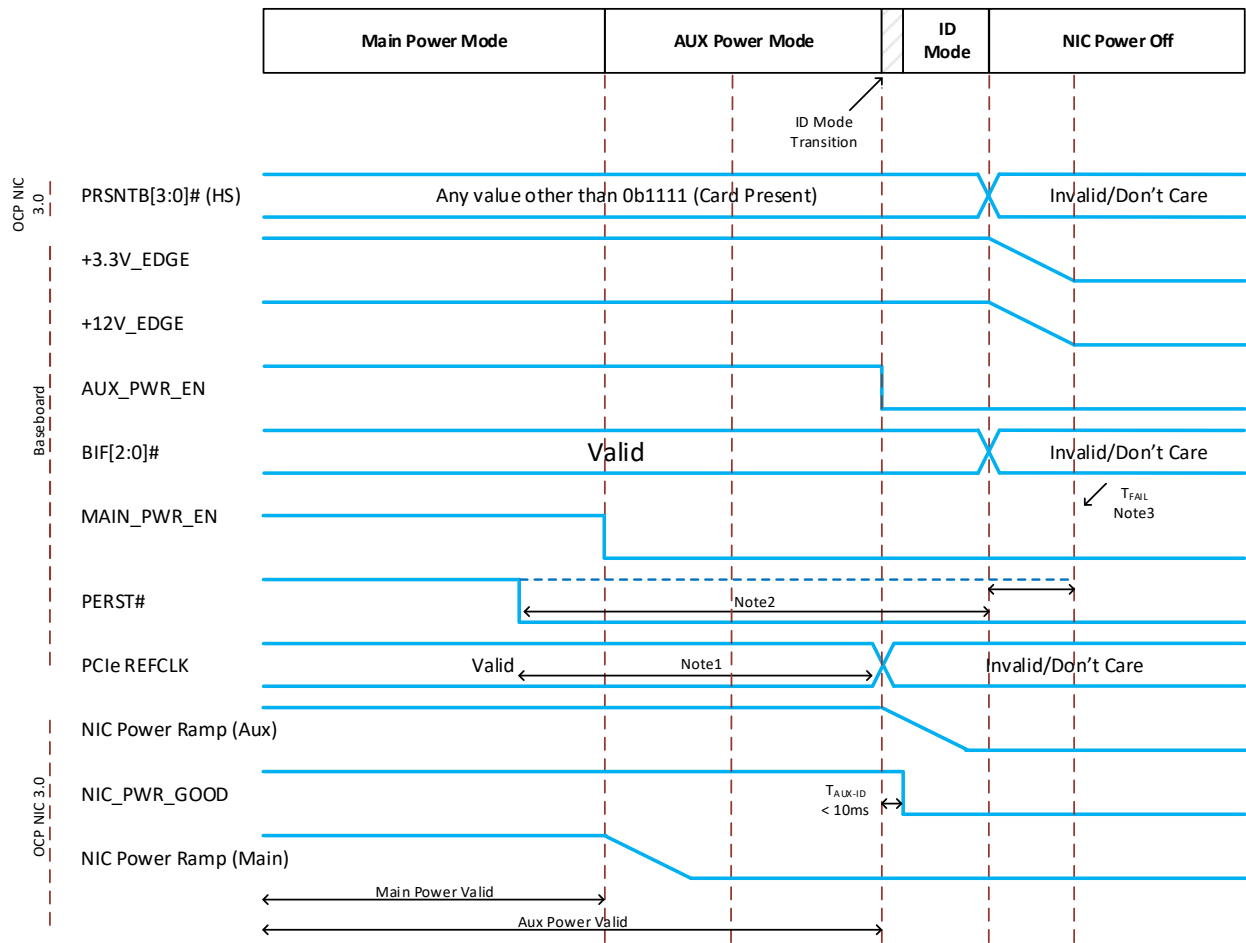 Main Power Mode
AUX Power Mode
ID
Mode
NIC Power Off
ID Mode
Transition
OCP NIC
3.0
PRSNTB[3:0]# (HS)
Any value other than 0b1111 (Card Present)
Invalid/Don't Care
+3.3V_EDGE
+12V_EDGE
Baseboard
AUX_PWR_EN
BIF[2:0]#
Valid
Invalid/Don't Care
TFAIL
Note3
MAIN_PWR_EN
PERST#
Note2
PCIe REFCLK
Valid
Note1
Invalid/Don't Care
NIC Power Ramp (Aux)
OCP NIC 3.0
NIC_PWR_GOOD
TAUX-ID
< 10ms
NIC Power Ramp (Main)
Main Power Valid
Aux Power Valid